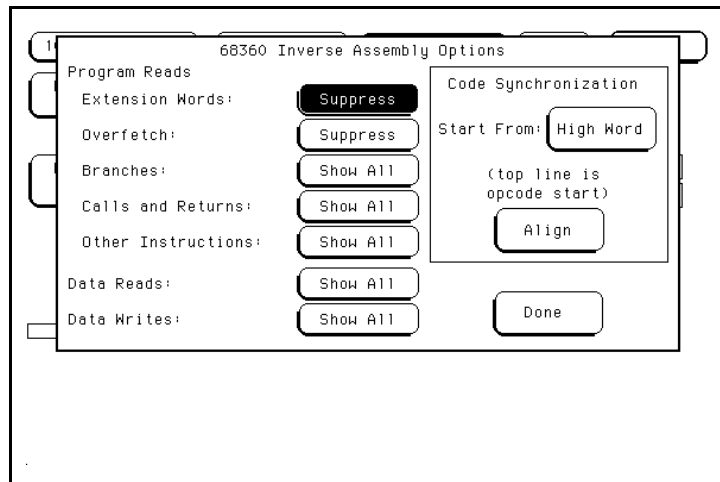 68360 Inverse Assembly Options
Program Reads
Extension Words: Suppress
Overfetch: Suppress
Branches: Show All
Calls and Returns: Show All
Other Instructions: Show All
Data Reads: Show All
Data Writes: Show All
Code Synchronization
Start From: High Word
(top line is
opcode start)
Align
Done